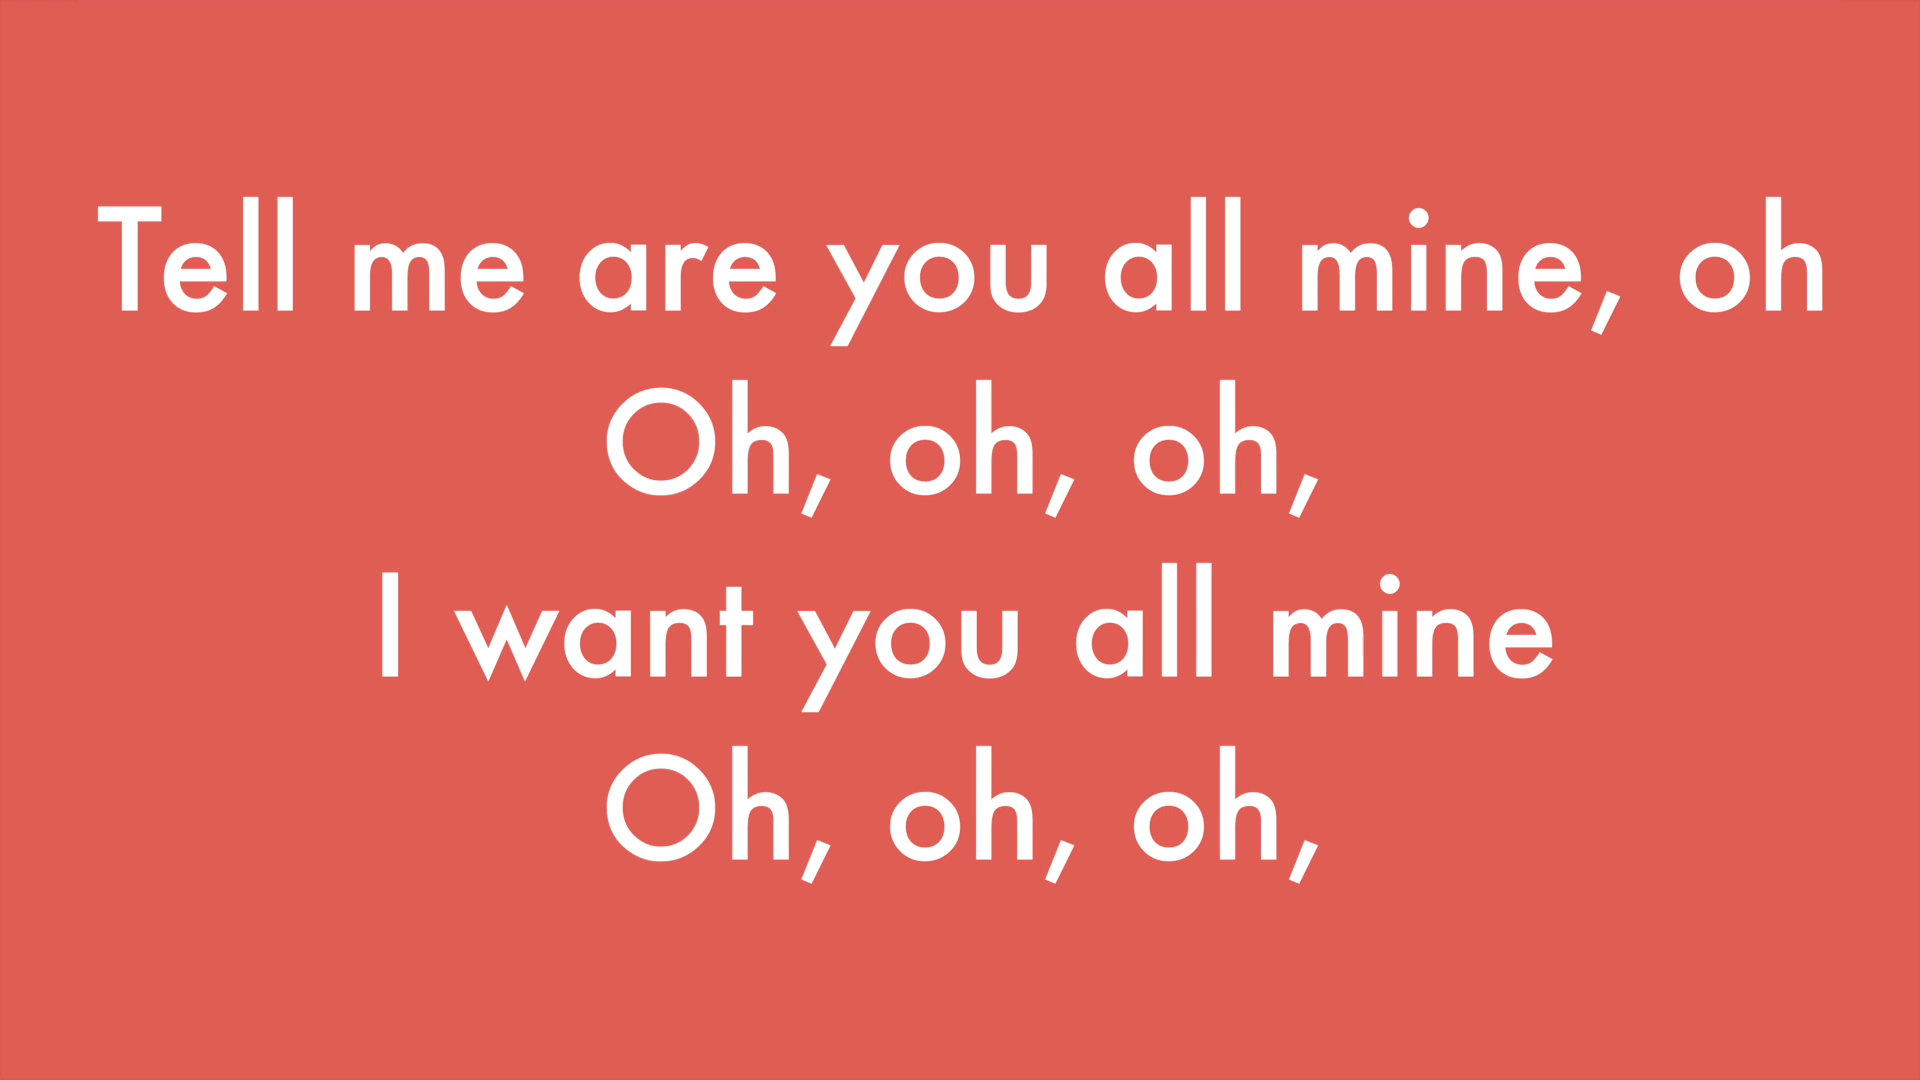 Tell me are you all mine, oh
Oh, oh, oh,
I want you all mine
Oh, oh, oh,